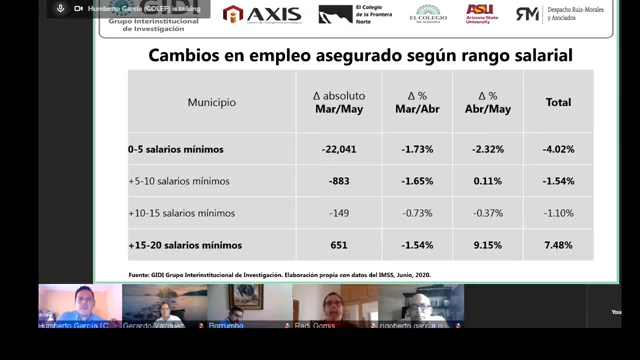 Humberto García (COLEF) is talking
Grupo Interinstitucional
de Investigación
AXIS
El Colegio
de la Frontera
Norte
EL COLEGIO
DE SONORA
ASU
Arizona State
University
RM
Despacho Ruiz-Morales
y Asociados
Cambios en empleo asegurado según rango salarial
Municipio Δ absoluto Mar/May Δ % Mar/Abr Δ % Abr/May Total
0-5 salarios mínimos -22,041 -1.73% -2.32% -4.02%
+5-10 salarios mínimos -883 -1.65% 0.11% -1.54%
+10-15 salarios mínimos -149 -0.73% -0.37% -1.10%
+15-20 salarios mínimos 651 -1.54% 9.15% 7.48%
Fuente: GIDI Grupo Interinstitucional de Investigación. Elaboración propia con datos del IMSS, Junio, 2020.
Humberto García (C...
Gerardo Vázquez
Borrumbo
Redi Gomis
rigoberto garcía o
You